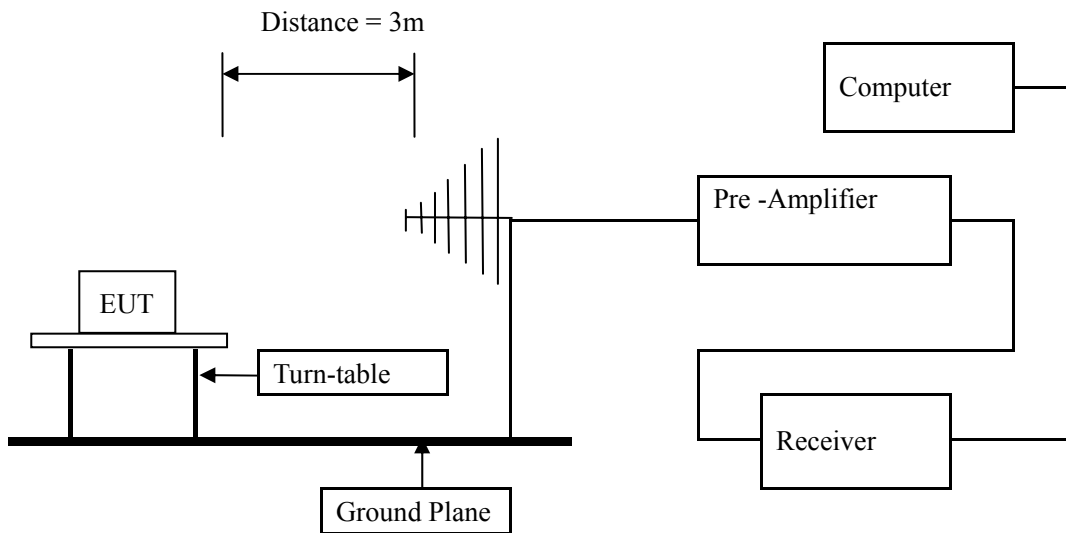 Distance = 3m
Computer
Pre -Amplifier
EUT
Turn-table
Receiver
Ground Plane